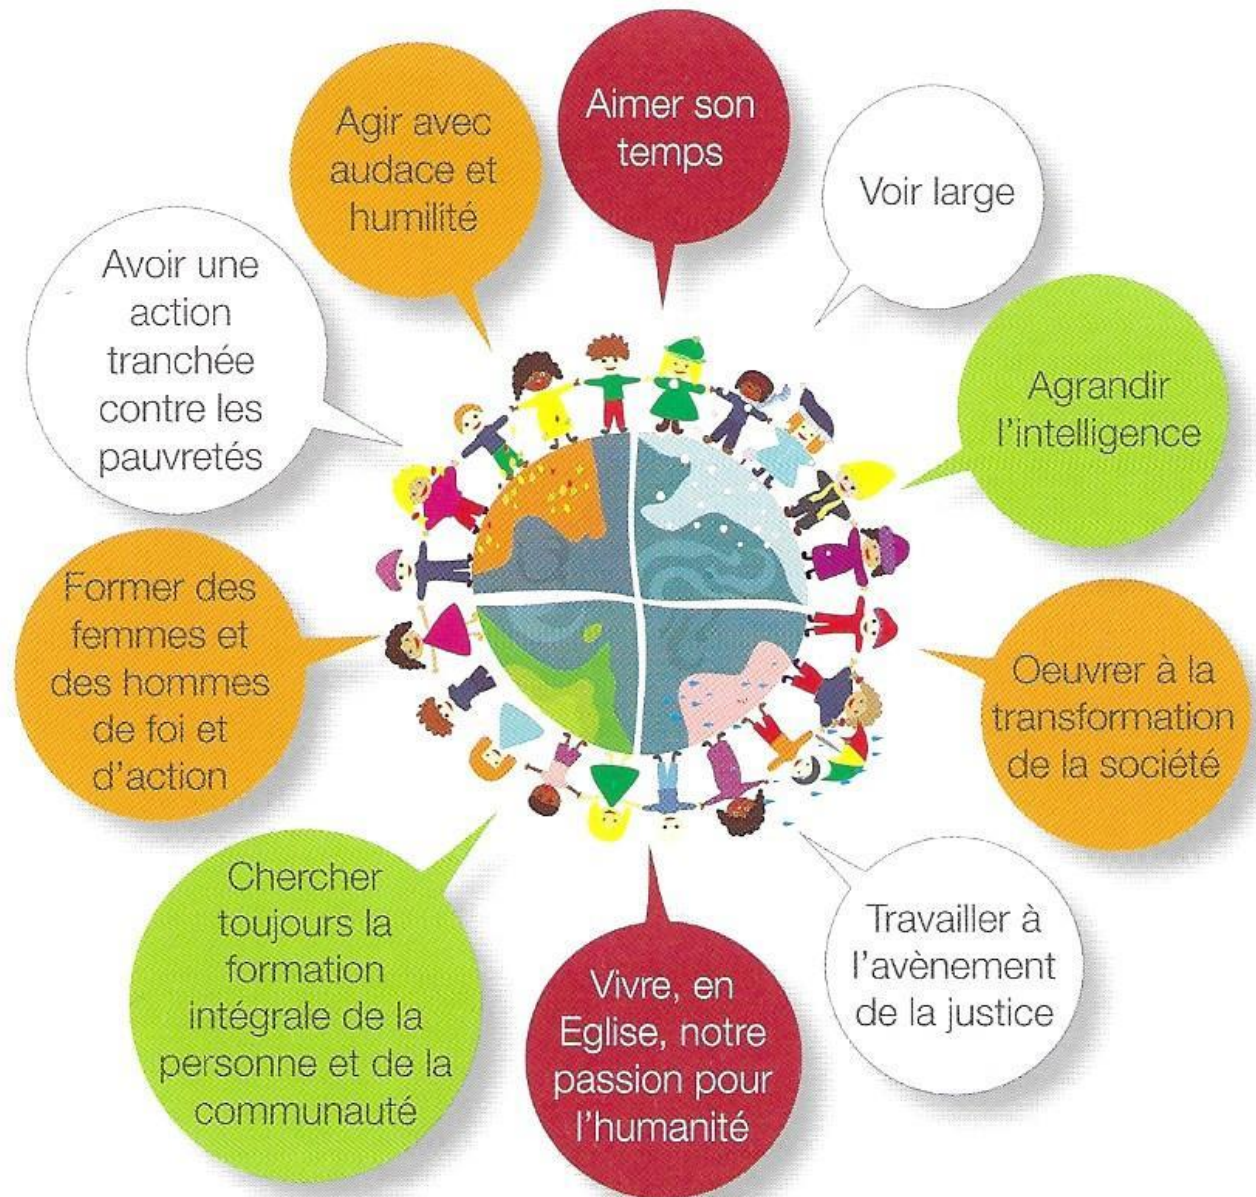 Aimer son
temps
Voir large
Agrandir
l'intelligence
Oeuvrer à la
transformation
de la société
Travailler à
l'avènement
de la justice
Vivre, en
Eglise, notre
passion pour
l'humanité
Chercher
toujours la
formation
intégrale de la
personne et de la
communauté
Former des
femmes et
des hommes
de foi et
d'action
Avoir une
action
tranchée
contre les
pauvretés
Agir avec
audace et
humilité